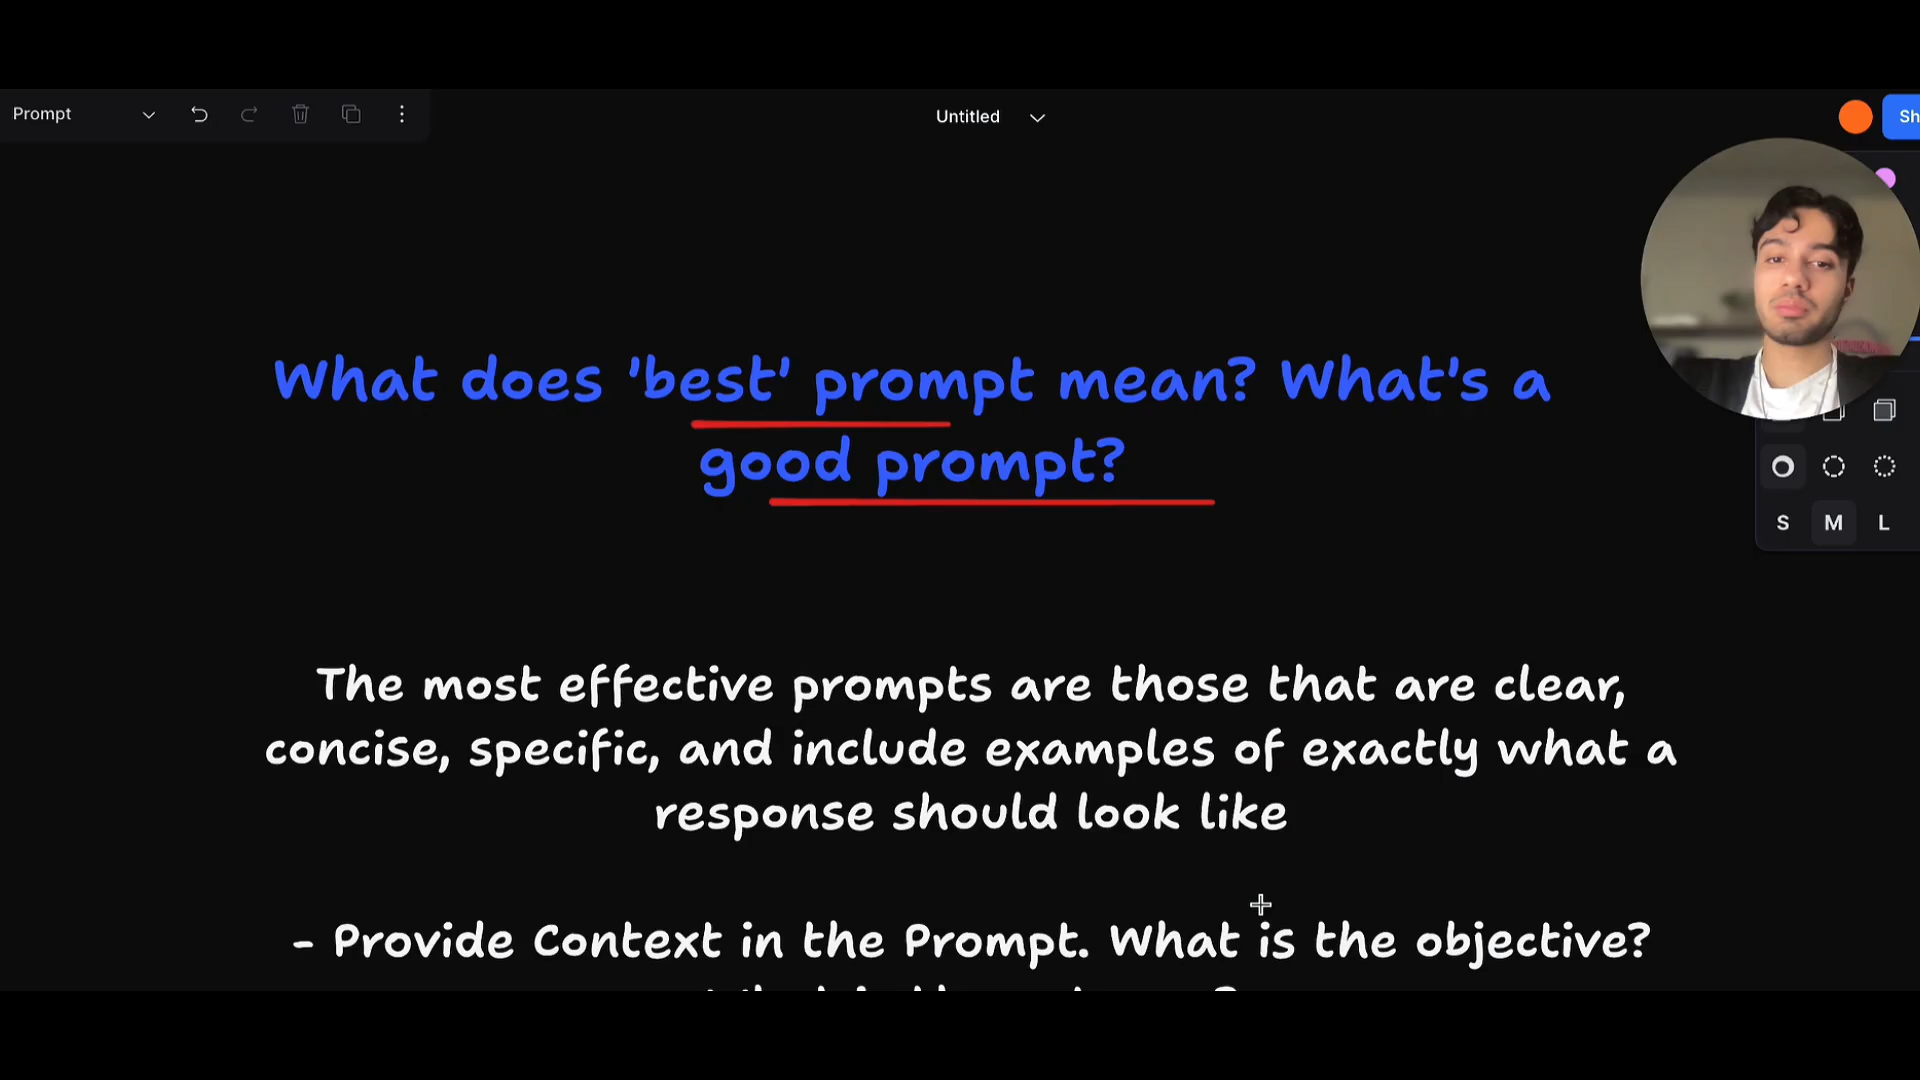 Prompt
Untitled
Sh
What does 'best' prompt mean? What's a
good prompt?
S M L
The most effective prompts are those that are clear,
concise, specific, and include examples of exactly what a
response should look like
- Provide Context in the Prompt. What is the objective?